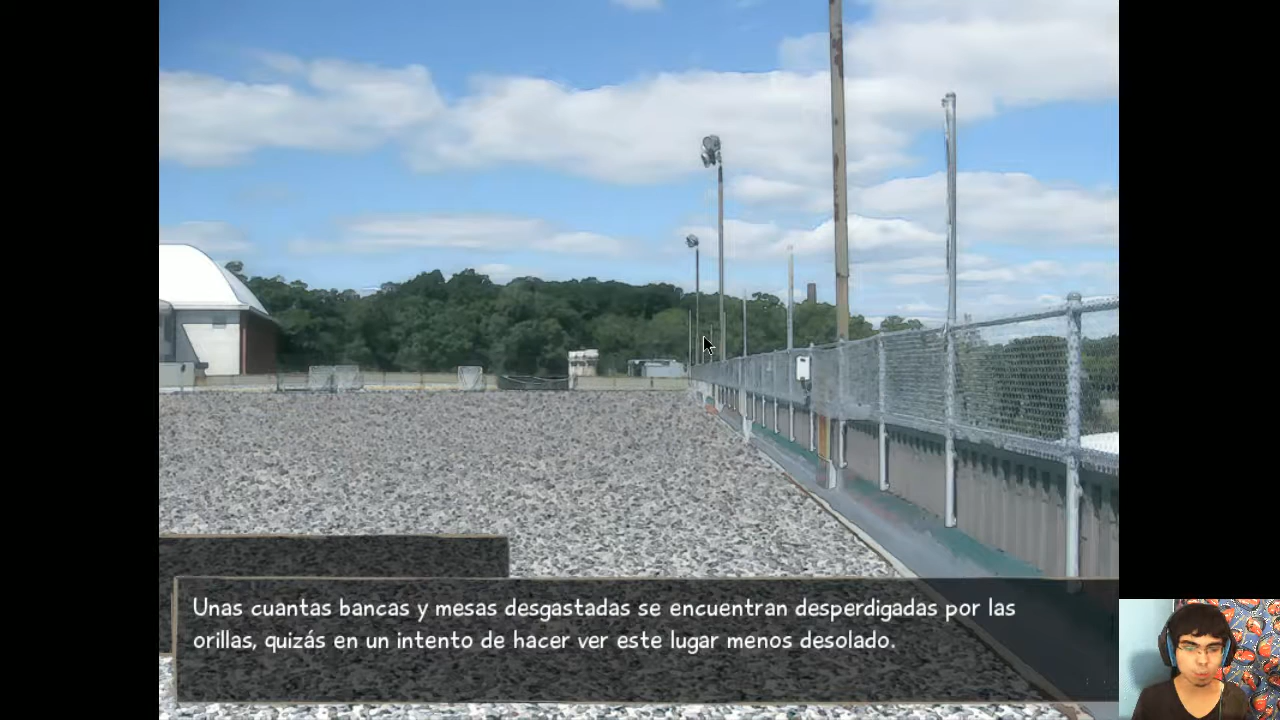 Unas cuantas bancas y mesas desgastadas se encuentran desperdigadas por las
orillas, quizás en un intento de hacer ver este lugar menos desolado.